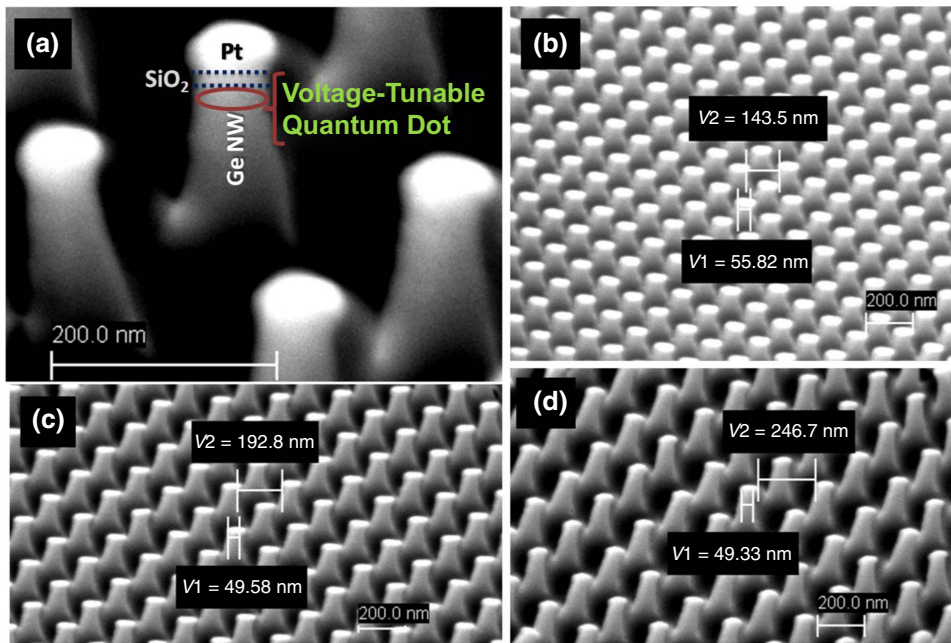 (a)
Pt
SiO2
Voltage-Tunable
Quantum Dot
Ge NW
200.0 nm
(b)
V2 = 143.5 nm
V1 = 55.82 nm
200.0 nm
(c)
V2 = 192.8 nm
V1 = 49.58 nm
200.0 nm
(d)
V2 = 246.7 nm
V1 = 49.33 nm
200.0 nm